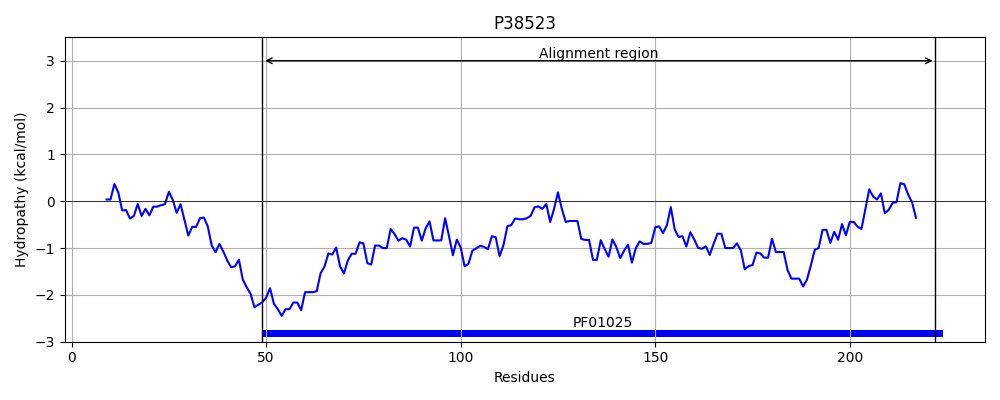 P38523
Alignment region
PF01025
3
2
1
0
−1
−2
−3
Hydropathy (kcal/mol)
0 50 100 150 200
Residues